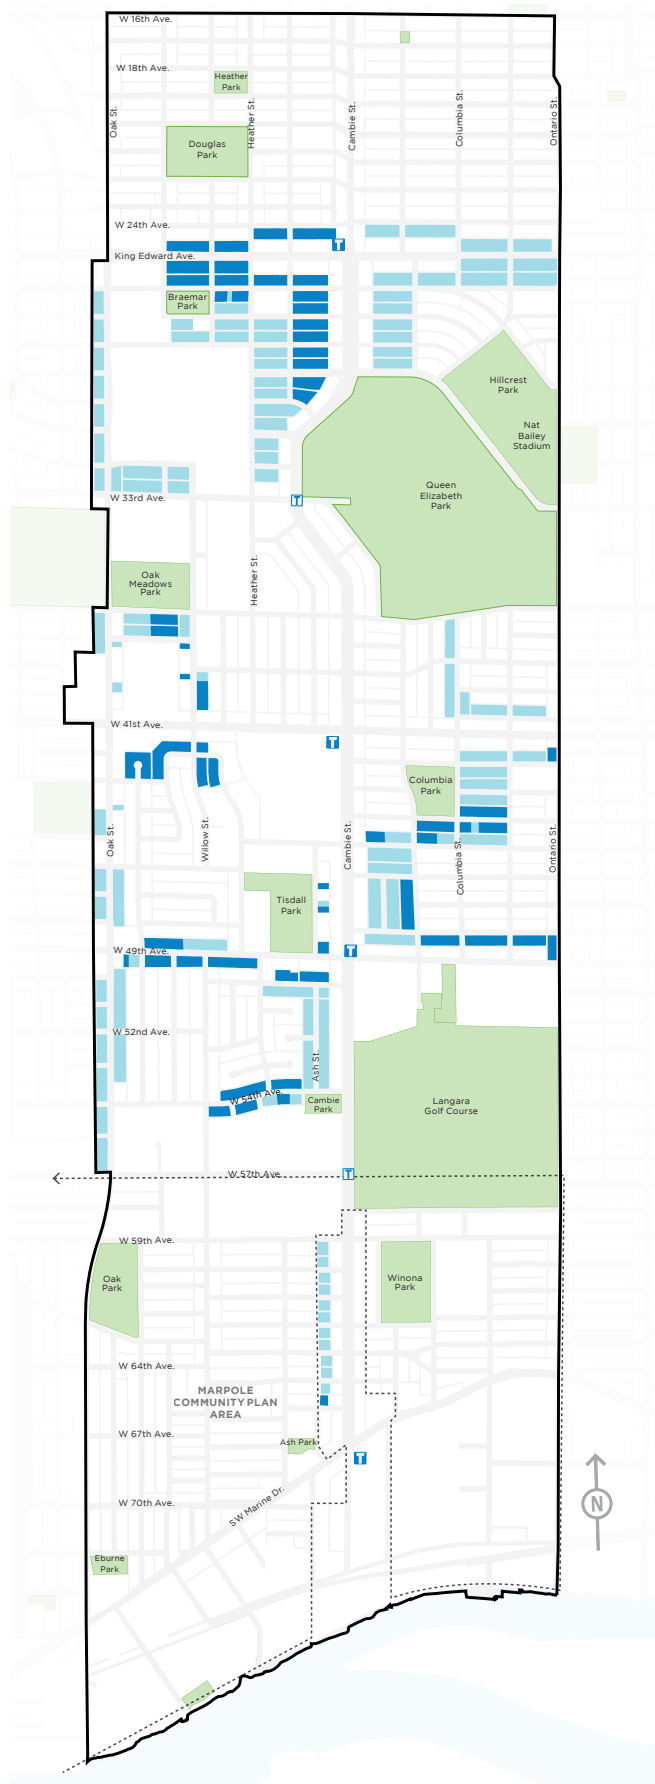 W 16th Ave.
W 18th Ave.
Heather
Park
Oak St.
Heather St.
Cambie St.
Columbia St.
Ontario St.
Douglas
Park
W 24th Ave.
T
King Edward Ave.
Braemar
Park
Hillcrest
Park
Nat
Bailey
Stadium
Queen
Elizabeth
Park
W 33rd Ave.
T
Heather St.
Oak
Meadows
Park
W 41st Ave.
T
Columbia
Park
Oak St.
Willow St.
Cambie St.
Columbia St.
Ontario St.
Tisdall
Park
W 49th Ave.
T
W 52nd Ave.
Ash St.
W 54th Ave.
Cambie
Park
Langara
Golf Course
W 57th Ave.
T
W 59th Ave.
Oak
Park
Winona
Park
W 64th Ave.
MARPOLE
COMMUNITY PLAN
AREA
W 67th Ave.
Ash Park
T
W 70th Ave.
SW Marine Dr.
N
Eburne
Park